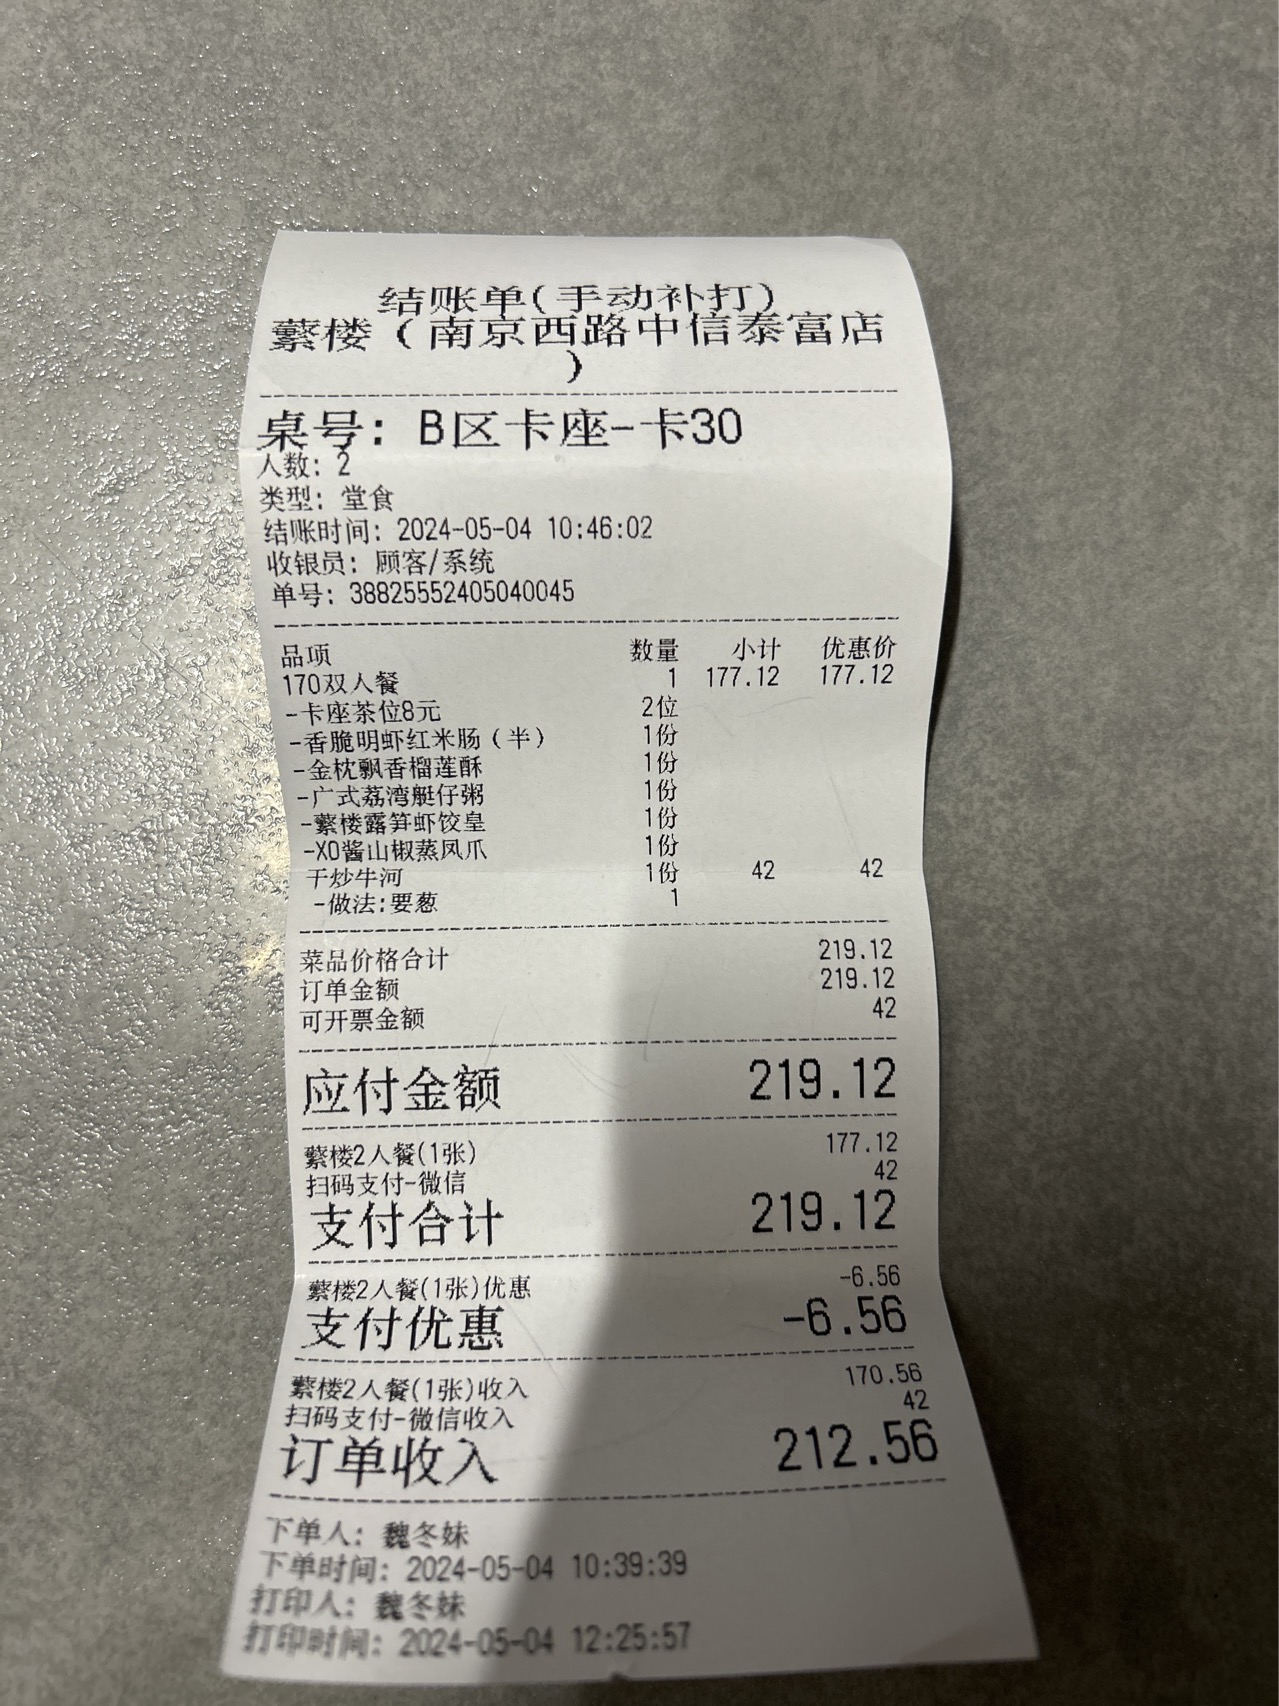 结账单(手动补打)
蘩楼(南京西路中信泰富店
)
桌号: B区卡座-卡30
人数: 2
类型: 堂食
结账时间: 2024-05-04 10:46:02
收银员: 顾客/系统
单号: 38825552405040045
品项 数量 小计 优惠价
170双人餐 1 177.12 177.12
-卡座茶位8元 2位
-香脆明虾红米肠(半) 1份
-金枕飘香榴莲酥 1份
-广式荔湾艇仔粥 1份
-蘩楼露笋虾饺皇 1份
-XO酱山椒蒸凤爪 1份
干炒牛河 1份 42 42
-做法:要葱 1
菜品价格合计 219.12
订单金额 219.12
可开票金额 42
应付金额 219.12
蘩楼2人餐(1张) 177.12
扫码支付-微信 42
支付合计 219.12
蘩楼2人餐(1张)优惠 -6.56
支付优惠 -6.56
蘩楼2人餐(1张)收入 170.56
扫码支付-微信收入 42
订单收入 212.56
下单人: 魏冬妹
下单时间: 2024-05-04 10:39:39
打印人: 魏冬妹
打印时间: 2024-05-04 12:25:57